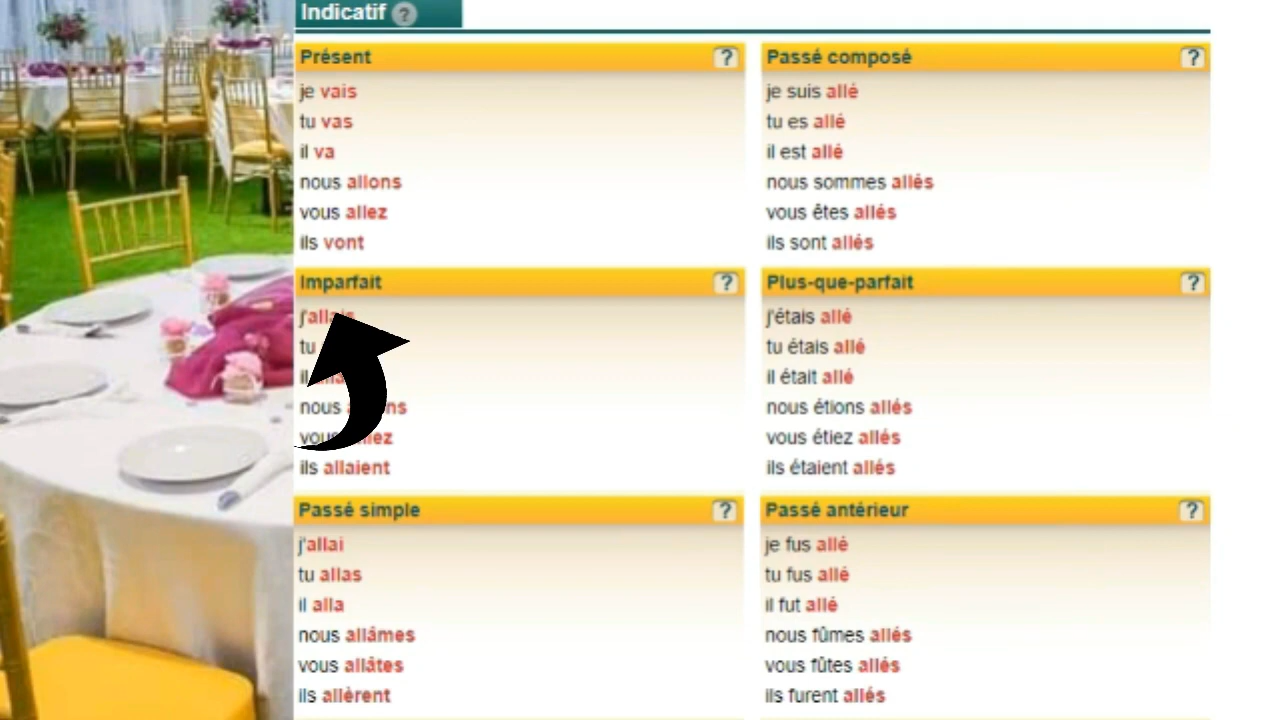 Indicatif ?
Présent ?
je vais
tu vas
il va
nous allons
vous allez
ils vont
Passé composé ?
je suis allé
tu es allé
il est allé
nous sommes allés
vous êtes allés
ils sont allés
Imparfait ?
j'allais
tu
il
nous
vous
ils allaient
Plus-que-parfait ?
j'étais allé
tu étais allé
il était allé
nous étions allés
vous étiez allés
ils étaient allés
Passé simple ?
j'allai
tu allas
il alla
nous allâmes
vous allâtes
ils allèrent
Passé antérieur ?
je fus allé
tu fus allé
il fut allé
nous fûmes allés
vous fûtes allés
ils furent allés